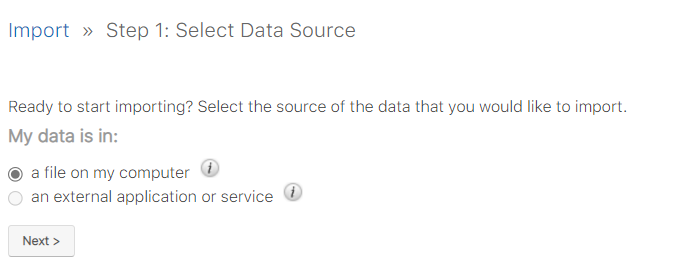 Import » Step 1: Select Data Source
Ready to start importing? Select the source of the data that you would like to import.
My data is in:
a file on my computer i
an external application or service i
Next >